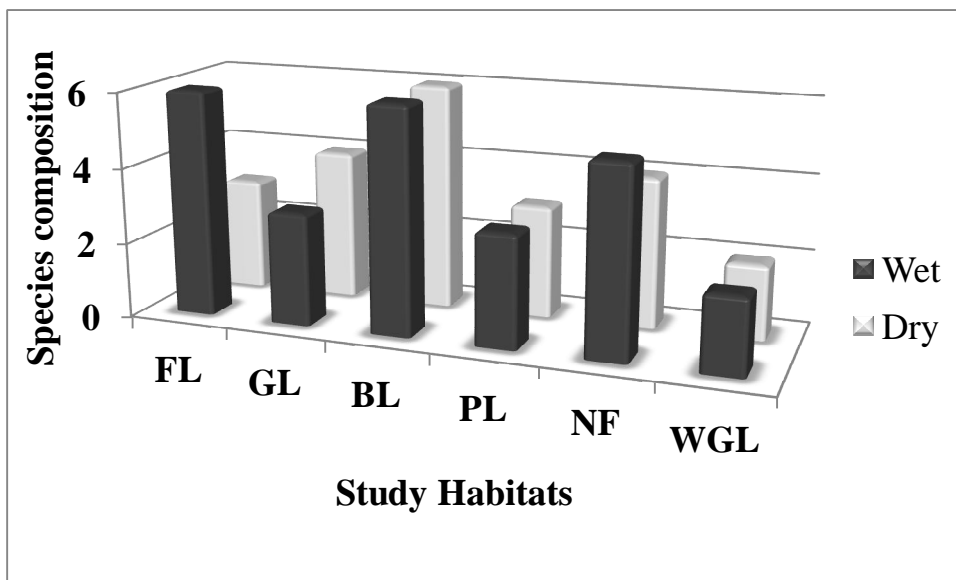 Species composition
6
4
2
0
FL GL BL PL NF WGL
Study Habitats
Wet
Dry